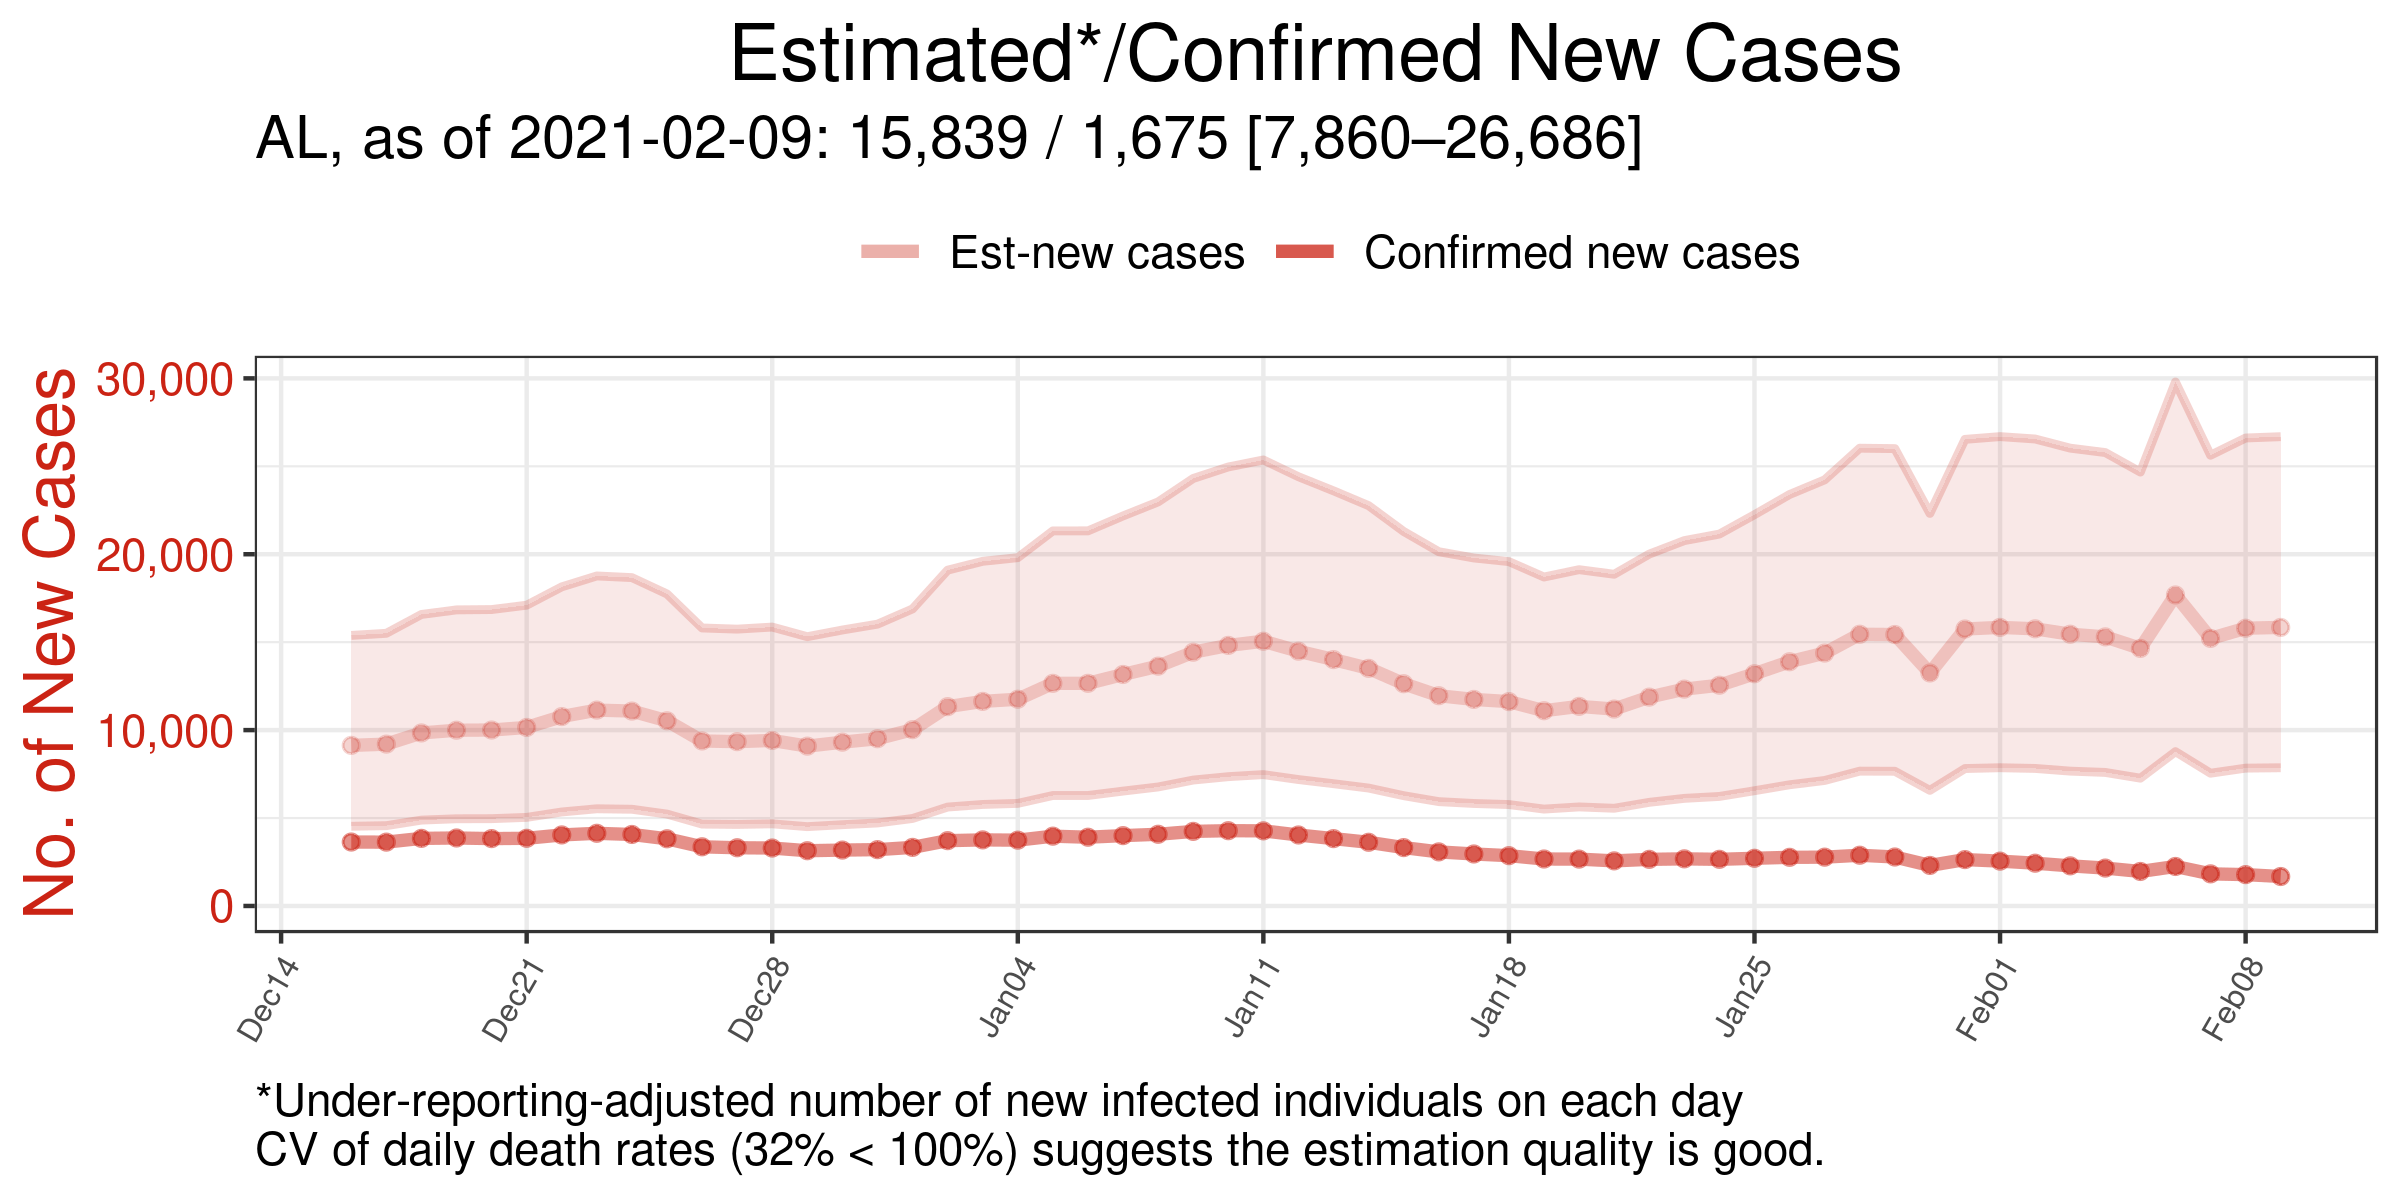 Estimated*/Confirmed New Cases
AL, as of 2021-02-09: 15,839 / 1,675 [7,860–26,686]
Est-new cases
Confirmed new cases
No. of New Cases
30,000
20,000
10,000
0
Dec14
Dec21
Dec28
Jan04
Jan11
Jan18
Jan25
Feb01
Feb08
*Under-reporting-adjusted number of new infected individuals on each day
CV of daily death rates (32% < 100%) suggests the estimation quality is good.